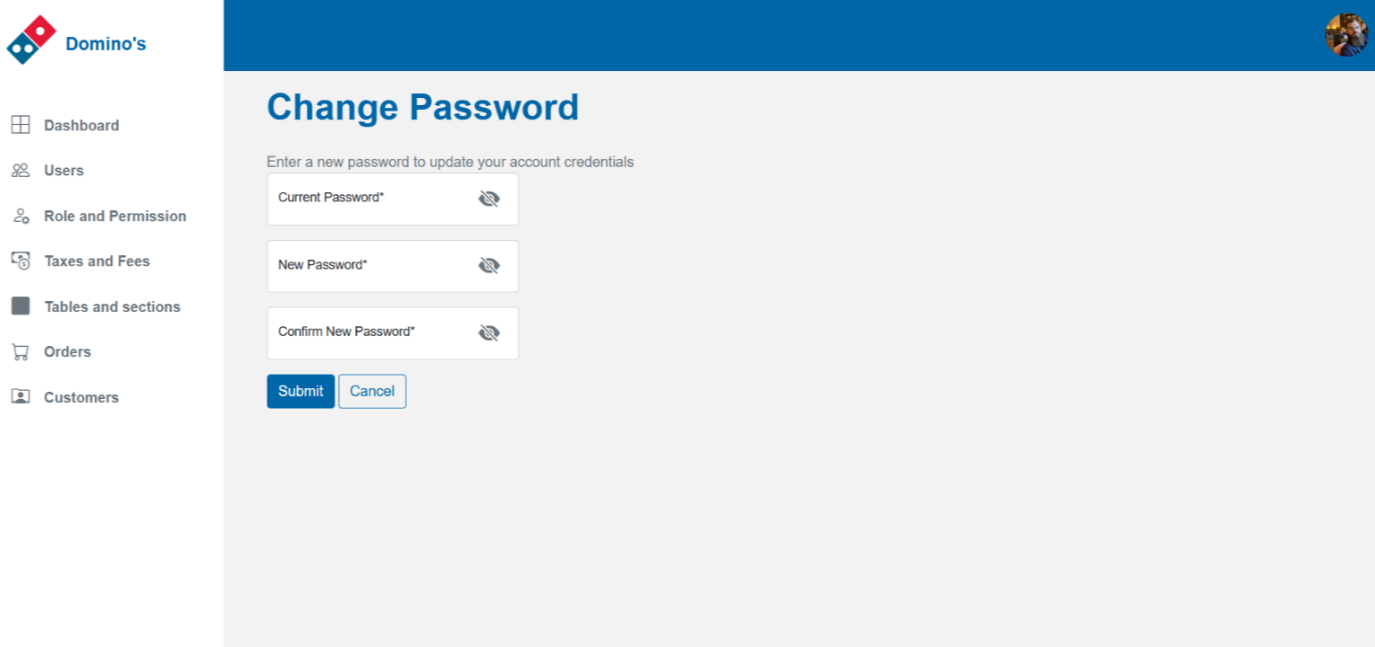 Domino's
Dashboard
Users
Role and Permission
Taxes and Fees
Tables and sections
Orders
Customers
Change Password
Enter a new password to update your account credentials
Current Password*
New Password*
Confirm New Password*
Submit Cancel